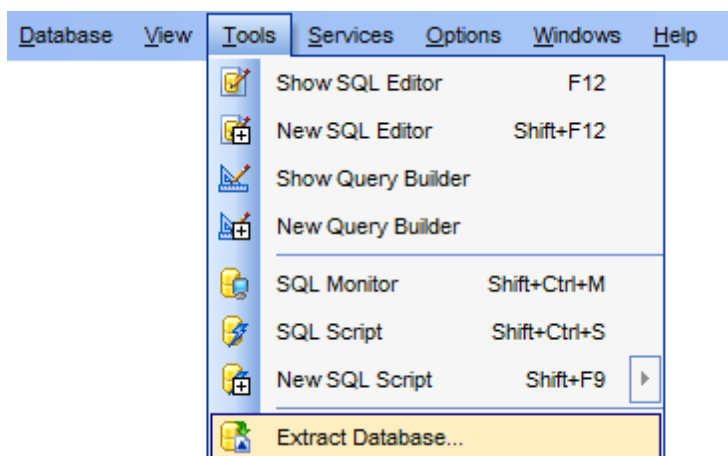 Database View Tools Services Options Windows Help
Show SQL Editor F12
New SQL Editor Shift+F12
Show Query Builder
New Query Builder
SQL Monitor Shift+Ctrl+M
SQL Script Shift+Ctrl+S
New SQL Script Shift+F9
Extract Database...